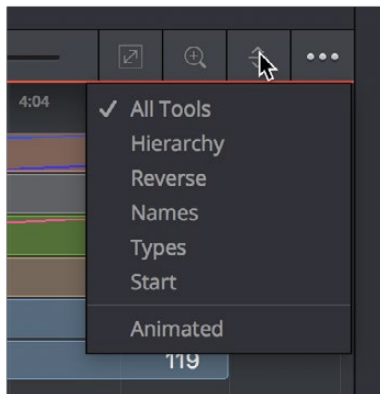 4:04
All Tools
Hierarchy
Reverse
Names
Types
Start
Animated
119